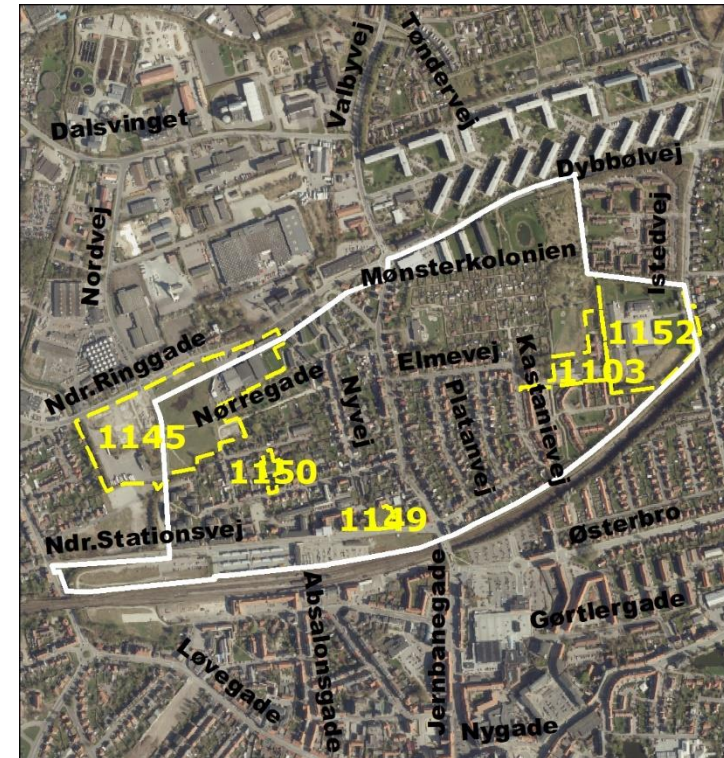 Tøndervej
Valbyvej
Dalsvinget
Dybbølvej
Nordvej
Mønsterkolonien
Istedvej
1152
Ndr.Ringgade
Elmevej
Kastanievej
1103
Nørregade
Nyvej
Platanvej
1145
1150
1149
Ndr.Stationsvej
Østerbro
Absalonsgade
Jernbanegade
Gørtlergade
Løvegade
Nygade